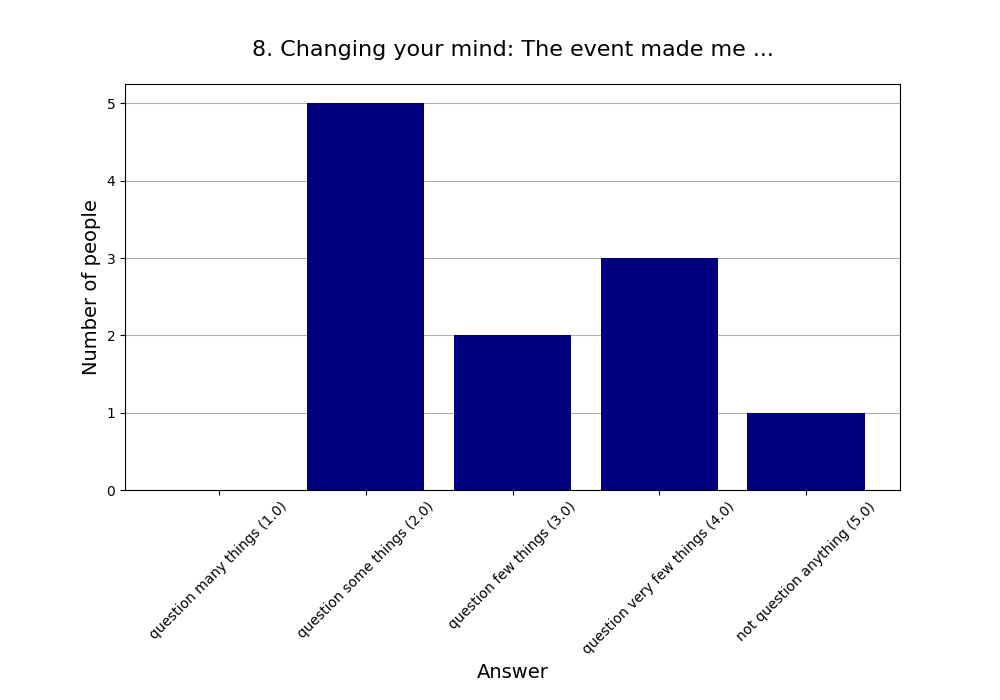 8. Changing your mind: The event made me ...
Number of people
5
4
3
2
1
0
question many things (1.0)
question some things (2.0)
question few things (3.0)
question very few things (4.0)
not question anything (5.0)
Answer